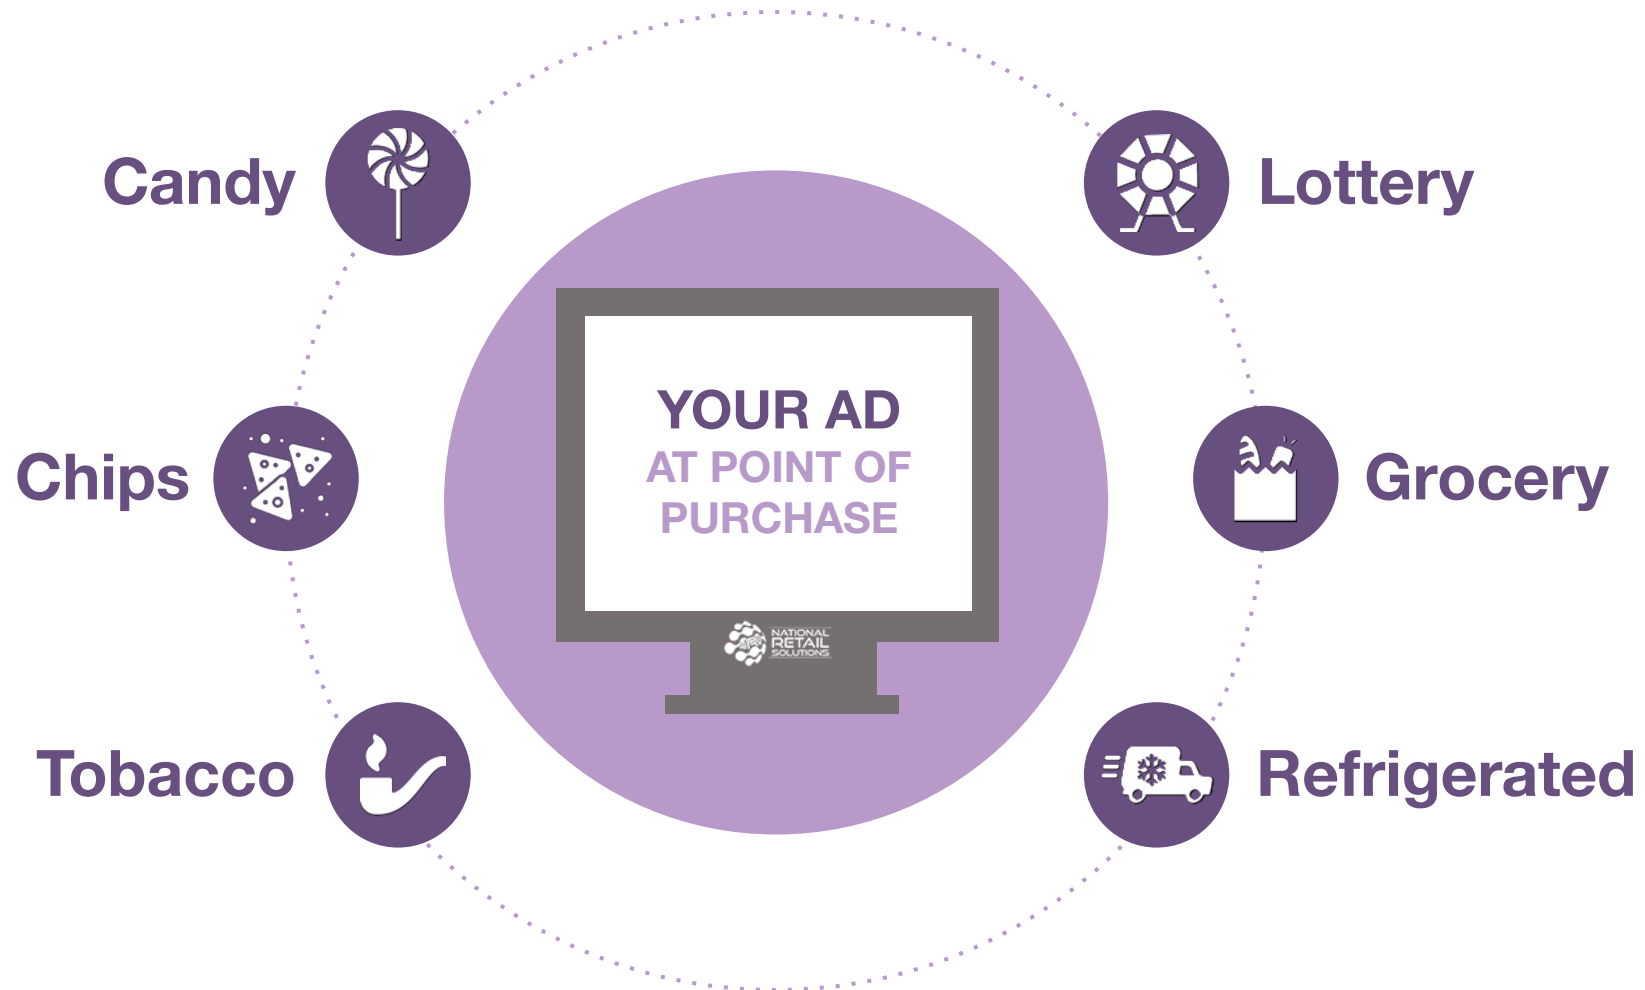 Candy
Lottery
YOUR AD
AT POINT OF
PURCHASE
Chips
Grocery
NATIONAL
RETAIL
SOLUTIONS
Tobacco
Refrigerated